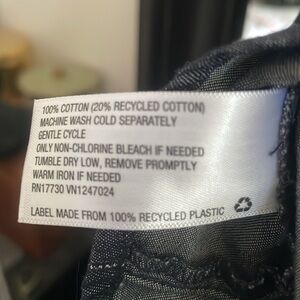 100% COTTON (20% RECYCLED COTTON)
MACHINE WASH COLD SEPARATELY
GENTLE CYCLE
ONLY NON-CHLORINE BLEACH IF NEEDED
TUMBLE DRY LOW, REMOVE PROMPTLY
WARM IRON IF NEEDED
RN17730 VN1247024
LABEL MADE FROM 100% RECYCLED PLASTIC